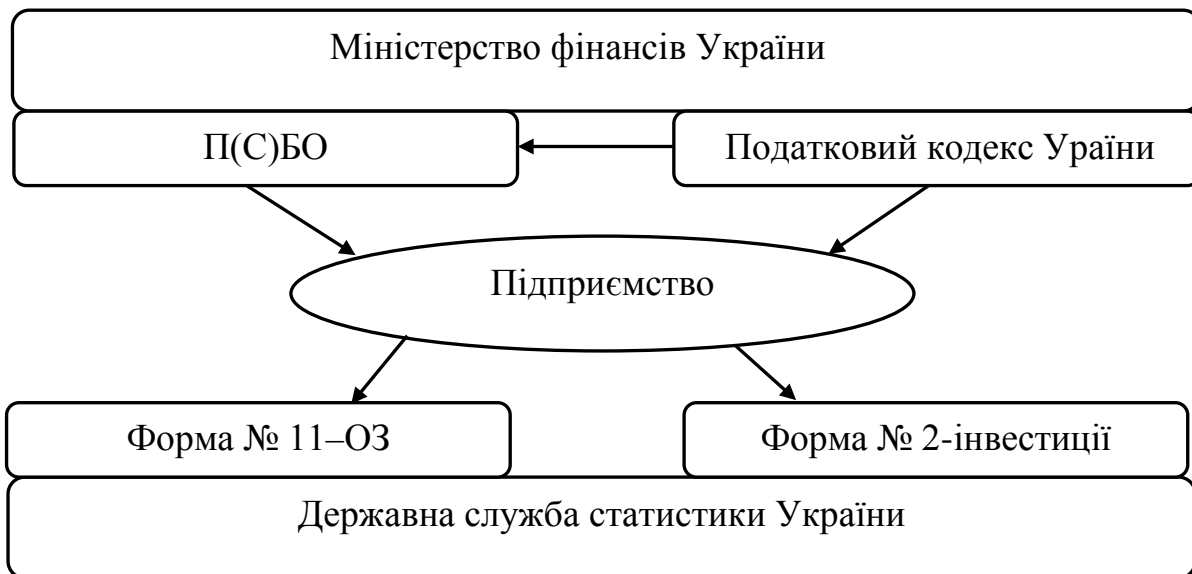 Міністерство фінансів України
П(С)БО
Податковий кодекс Ураїни
Підприємство
Форма № 11–ОЗ
Форма № 2-інвестиції
Державна служба статистики України